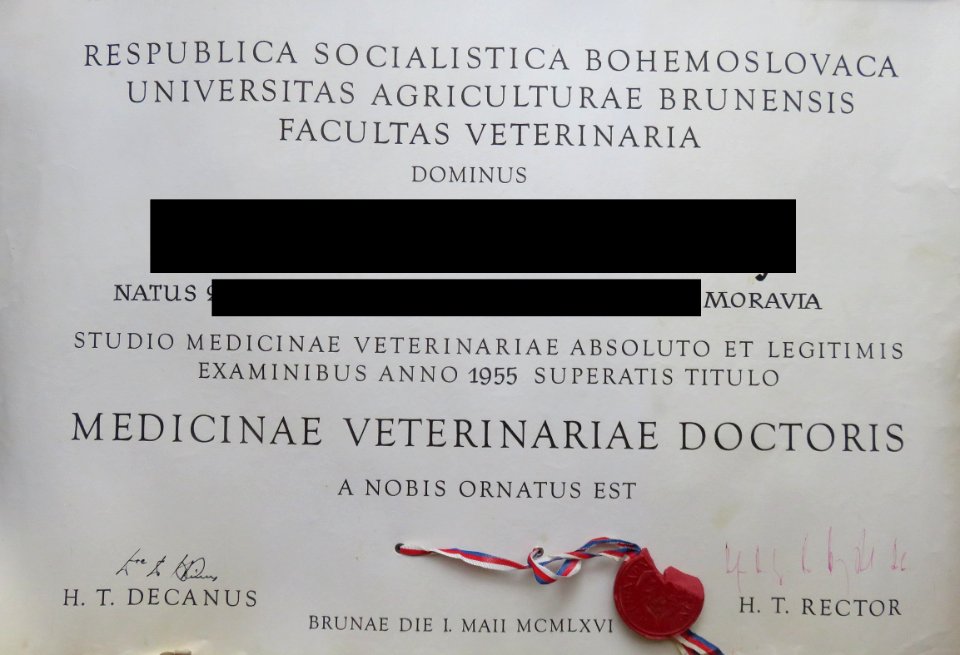 RESPUBLICA SOCIALISTICA BOHEMOSLOVACA
UNIVERSITAS AGRICULTURAE BRUNENSIS
FACULTAS VETERINARIA
DOMINUS
NATUS MORAVIA
STUDIO MEDICINAE VETERINARIAE ABSOLUTO ET LEGITIMIS
EXAMINIBUS ANNO 1955 SUPERATIS TITULO
MEDICINAE VETERINARIAE DOCTORIS
A NOBIS ORNATUS EST
H. T. DECANUS
H. T. RECTOR
BRUNAE DIE I. MAII MCMLXVI